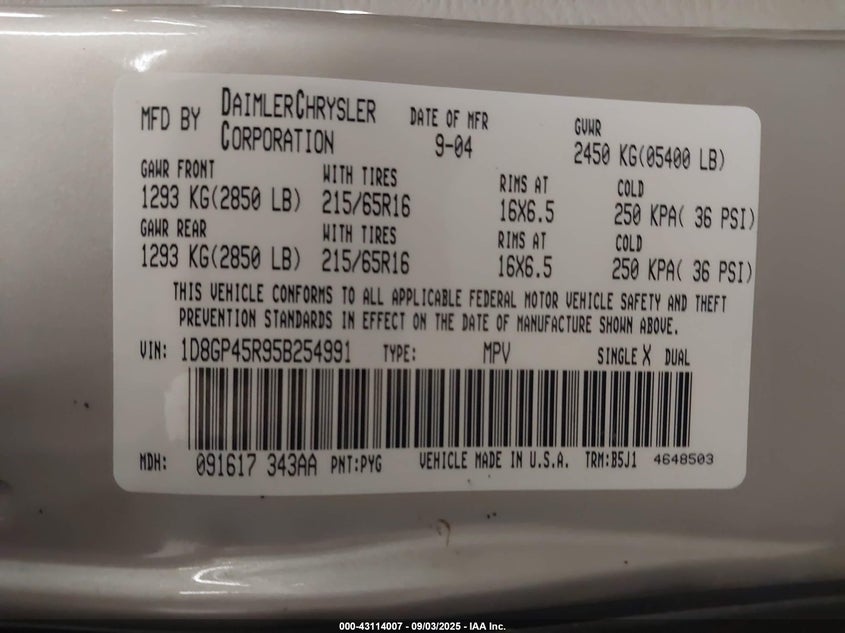 MFD BY DAIMLERCHRYSLER CORPORATION DATE OF MFR 9-04 GVWR 2450 KG(05400 LB)
GAWR FRONT WITH TIRES RIMS AT COLD
1293 KG(2850 LB) 215/65R16 16X6.5 250 KPA( 36 PSI)
GAWR REAR WITH TIRES RIMS AT COLD
1293 KG(2850 LB) 215/65R16 16X6.5 250 KPA( 36 PSI)
THIS VEHICLE CONFORMS TO ALL APPLICABLE FEDERAL MOTOR VEHICLE SAFETY AND THEFT
PREVENTION STANDARDS IN EFFECT ON THE DATE OF MANUFACTURE SHOWN ABOVE.
VIN: 1D8GP45R95B254991 TYPE: MPV SINGLE X DUAL
MDH: 091617 343AA PNT:PYG VEHICLE MADE IN U.S.A. TRM:B5J1 4648503
000-43114007 - 09/03/2025 - IAA Inc.